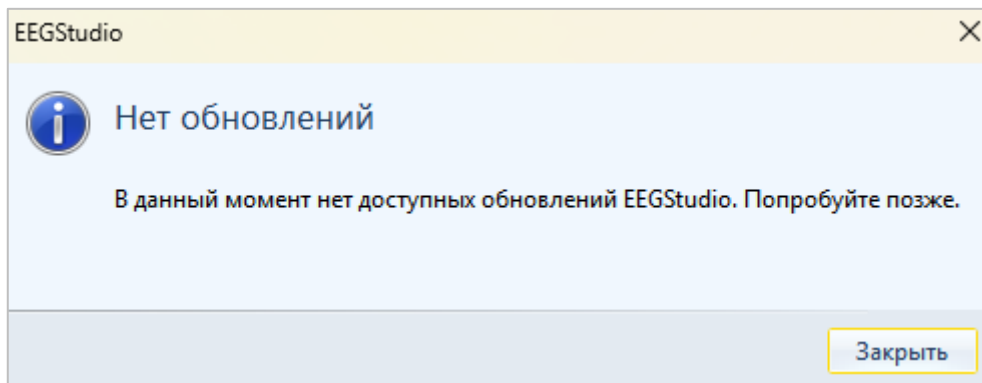 EEGStudio
Нет обновлений
В данный момент нет доступных обновлений EEGStudio. Попробуйте позже.
Закрыть